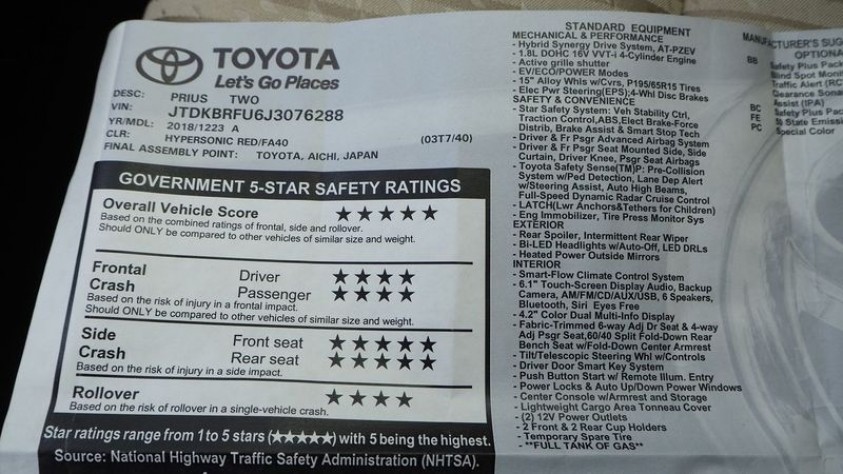 TOYOTA
Let's Go Places
DESC: PRIUS TWO
VIN: JTDKBRFU6J3076288
YR/MDL: 2018/1223 A
CLR: HYPERSONIC RED/FA40 (03T7/40)
FINAL ASSEMBLY POINT: TOYOTA, AICHI, JAPAN
GOVERNMENT 5-STAR SAFETY RATINGS
Overall Vehicle Score ★★★★★
Based on the combined ratings of frontal, side and rollover.
Should ONLY be compared to other vehicles of similar size and weight.
Frontal Crash Driver ★★★★
Passenger ★★★★
Based on the risk of injury in a frontal impact.
Should ONLY be compared to other vehicles of similar size and weight.
Side Crash Front seat ★★★★★
Rear seat ★★★★★
Based on the risk of injury in a side impact.
Rollover ★★★★
Based on the risk of rollover in a single-vehicle crash.
Star ratings range from 1 to 5 stars (★★★★★) with 5 being the highest.
Source: National Highway Traffic Safety Administration (NHTSA).
STANDARD EQUIPMENT
MECHANICAL & PERFORMANCE
- Hybrid Synergy Drive System, AT-PZEV
- 1.8L DOHC 16V VVT-i 4-Cylinder Engine
- Active grille shutter
- EV/ECO/POWER Modes
- 15" Alloy Whls w/Cvrs, P195/65R15 Tires
- Elec Pwr Steering(EPS);4-Whl Disc Brakes
SAFETY & CONVENIENCE
- Star Safety System: Veh Stability Ctrl,
Traction Control,ABS,Elect Brake-Force
Distrib, Brake Assist & Smart Stop Tech
- Driver & Fr Psgr Advanced Airbag System
- Driver & Fr Psgr Seat Mounted Side, Side
Curtain, Driver Knee, Psgr Seat Airbags
- Toyota Safety Sense(TM)P: Pre-Collision
System w/Ped Detection, Lane Dep Alert
w/Steering Assist, Auto High Beams,
Full-Speed Dynamic Radar Cruise Control
- LATCH(Lwr Anchors&Tethers for Children)
- Eng Immobilizer, Tire Press Monitor Sys
EXTERIOR
- Rear Spoiler, Intermittent Rear Wiper
- Bi-LED Headlights w/Auto-Off, LED DRLs
- Heated Power Outside Mirrors
INTERIOR
- Smart-Flow Climate Control System
- 6.1" Touch-Screen Display Audio, Backup
Camera, AM/FM/CD/AUX/USB, 6 Speakers,
Bluetooth, Siri Eyes Free
- 4.2" Color Dual Multi-Info Display
- Fabric-Trimmed 6-way Adj Dr Seat & 4-way
Adj Psgr Seat,60/40 Split Fold-Down Rear
Bench Seat w/Fold-Down Center Armrest
- Tilt/Telescopic Steering Whl w/Controls
- Driver Door Smart Key System
- Push Button Start w/ Remote Illum. Entry
- Power Locks & Auto Up/Down Power Windows
- Center Console w/Armrest and Storage
- Lightweight Cargo Area Tonneau Cover
- (2) 12V Power Outlets
- 2 Front & 2 Rear Cup Holders
- Temporary Spare Tire
- **FULL TANK OF GAS**
MANUFACTURER'S SUG
OPTIONA
BB Safety Plus Pack
Blind Spot Monit
Traffic Alert (RC
Clearance Sona
Assist (IPA)
BC Safety Plus Pac
FE 50 State Emiss
PC Special Color